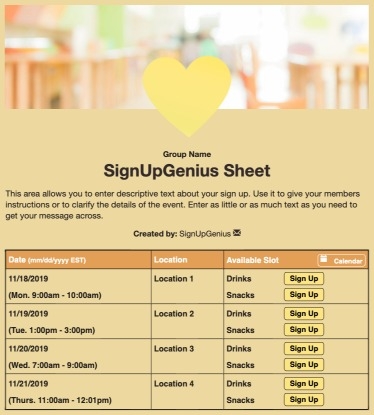 Group Name
SignUpGenius Sheet
This area allows you to enter descriptive text about your sign up. Use it to give your members
instructions or to clarify the details of the event. Enter as little or as much text as you need to
get your message across.
Created by: SignUpGenius
Date (mm/dd/yyyy EST) Location Available Slot Calendar
11/18/2019 Location 1 Drinks Sign Up
(Mon. 9:00am - 10:00am) Snacks Sign Up
11/19/2019 Location 2 Drinks Sign Up
(Tue. 1:00pm - 3:00pm) Snacks Sign Up
11/20/2019 Location 3 Drinks Sign Up
(Wed. 7:00am - 9:00am) Snacks Sign Up
11/21/2019 Location 4 Drinks Sign Up
(Thurs. 11:00am - 12:01pm) Snacks Sign Up